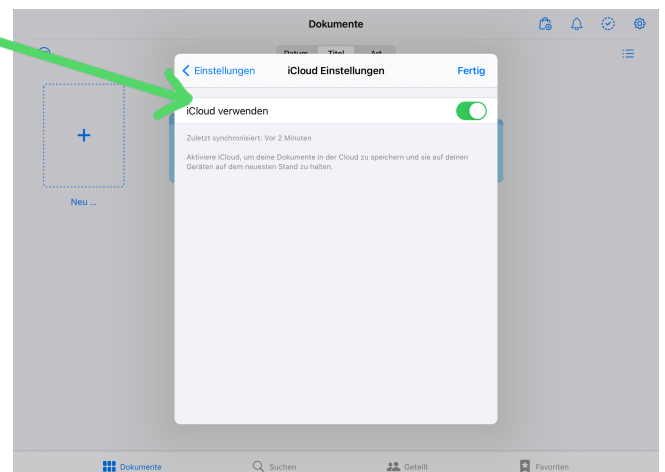 Dokumente
Datum Titel Art
Einstellungen iCloud Einstellungen Fertig
iCloud verwenden
Zuletzt synchronisiert: Vor 2 Minuten
Aktiviere iCloud, um deine Dokumente in der Cloud zu speichern und sie auf deinen
Geräten auf dem neuesten Stand zu halten.
Neu ...
Dokumente Suchen Geteilt Favoriten